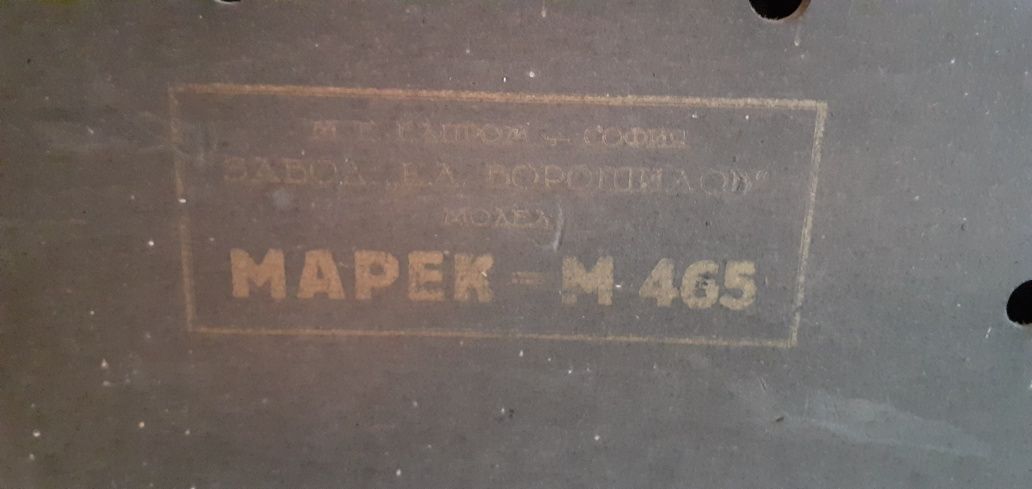 М.Т. ЕЛПРОМ – СОФИЯ
ЗАВОД „В.Л. ВОРОШИЛОВ“
МОДЕЛ
МАРЕК – М 465